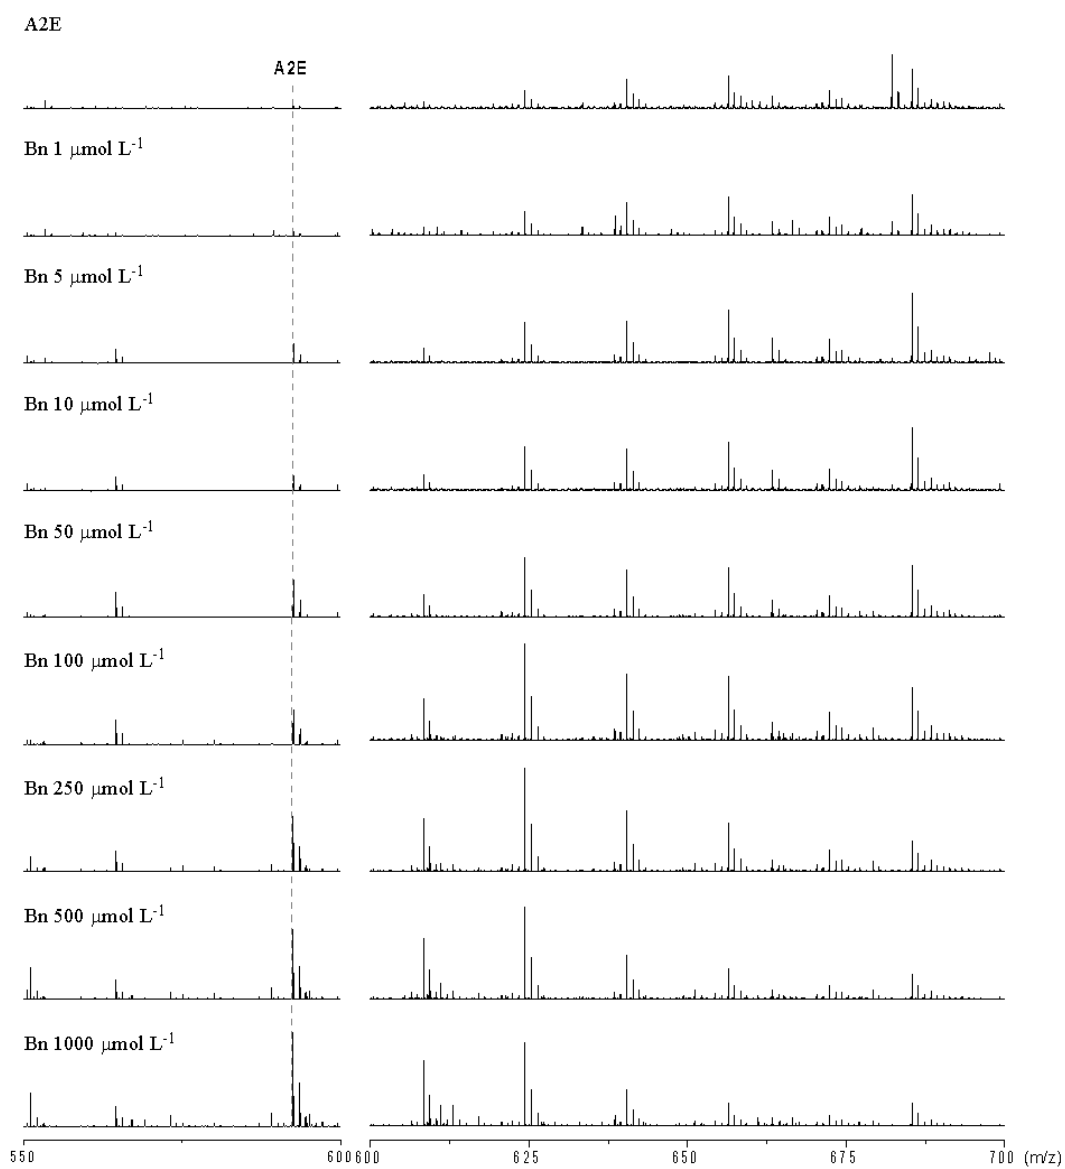 A2E
A2E
Bn 1 μmol L-1
Bn 5 μmol L-1
Bn 10 μmol L-1
Bn 50 μmol L-1
Bn 100 μmol L-1
Bn 250 μmol L-1
Bn 500 μmol L-1
Bn 1000 μmol L-1
550 600 600 625 650 675 700 (m/z)